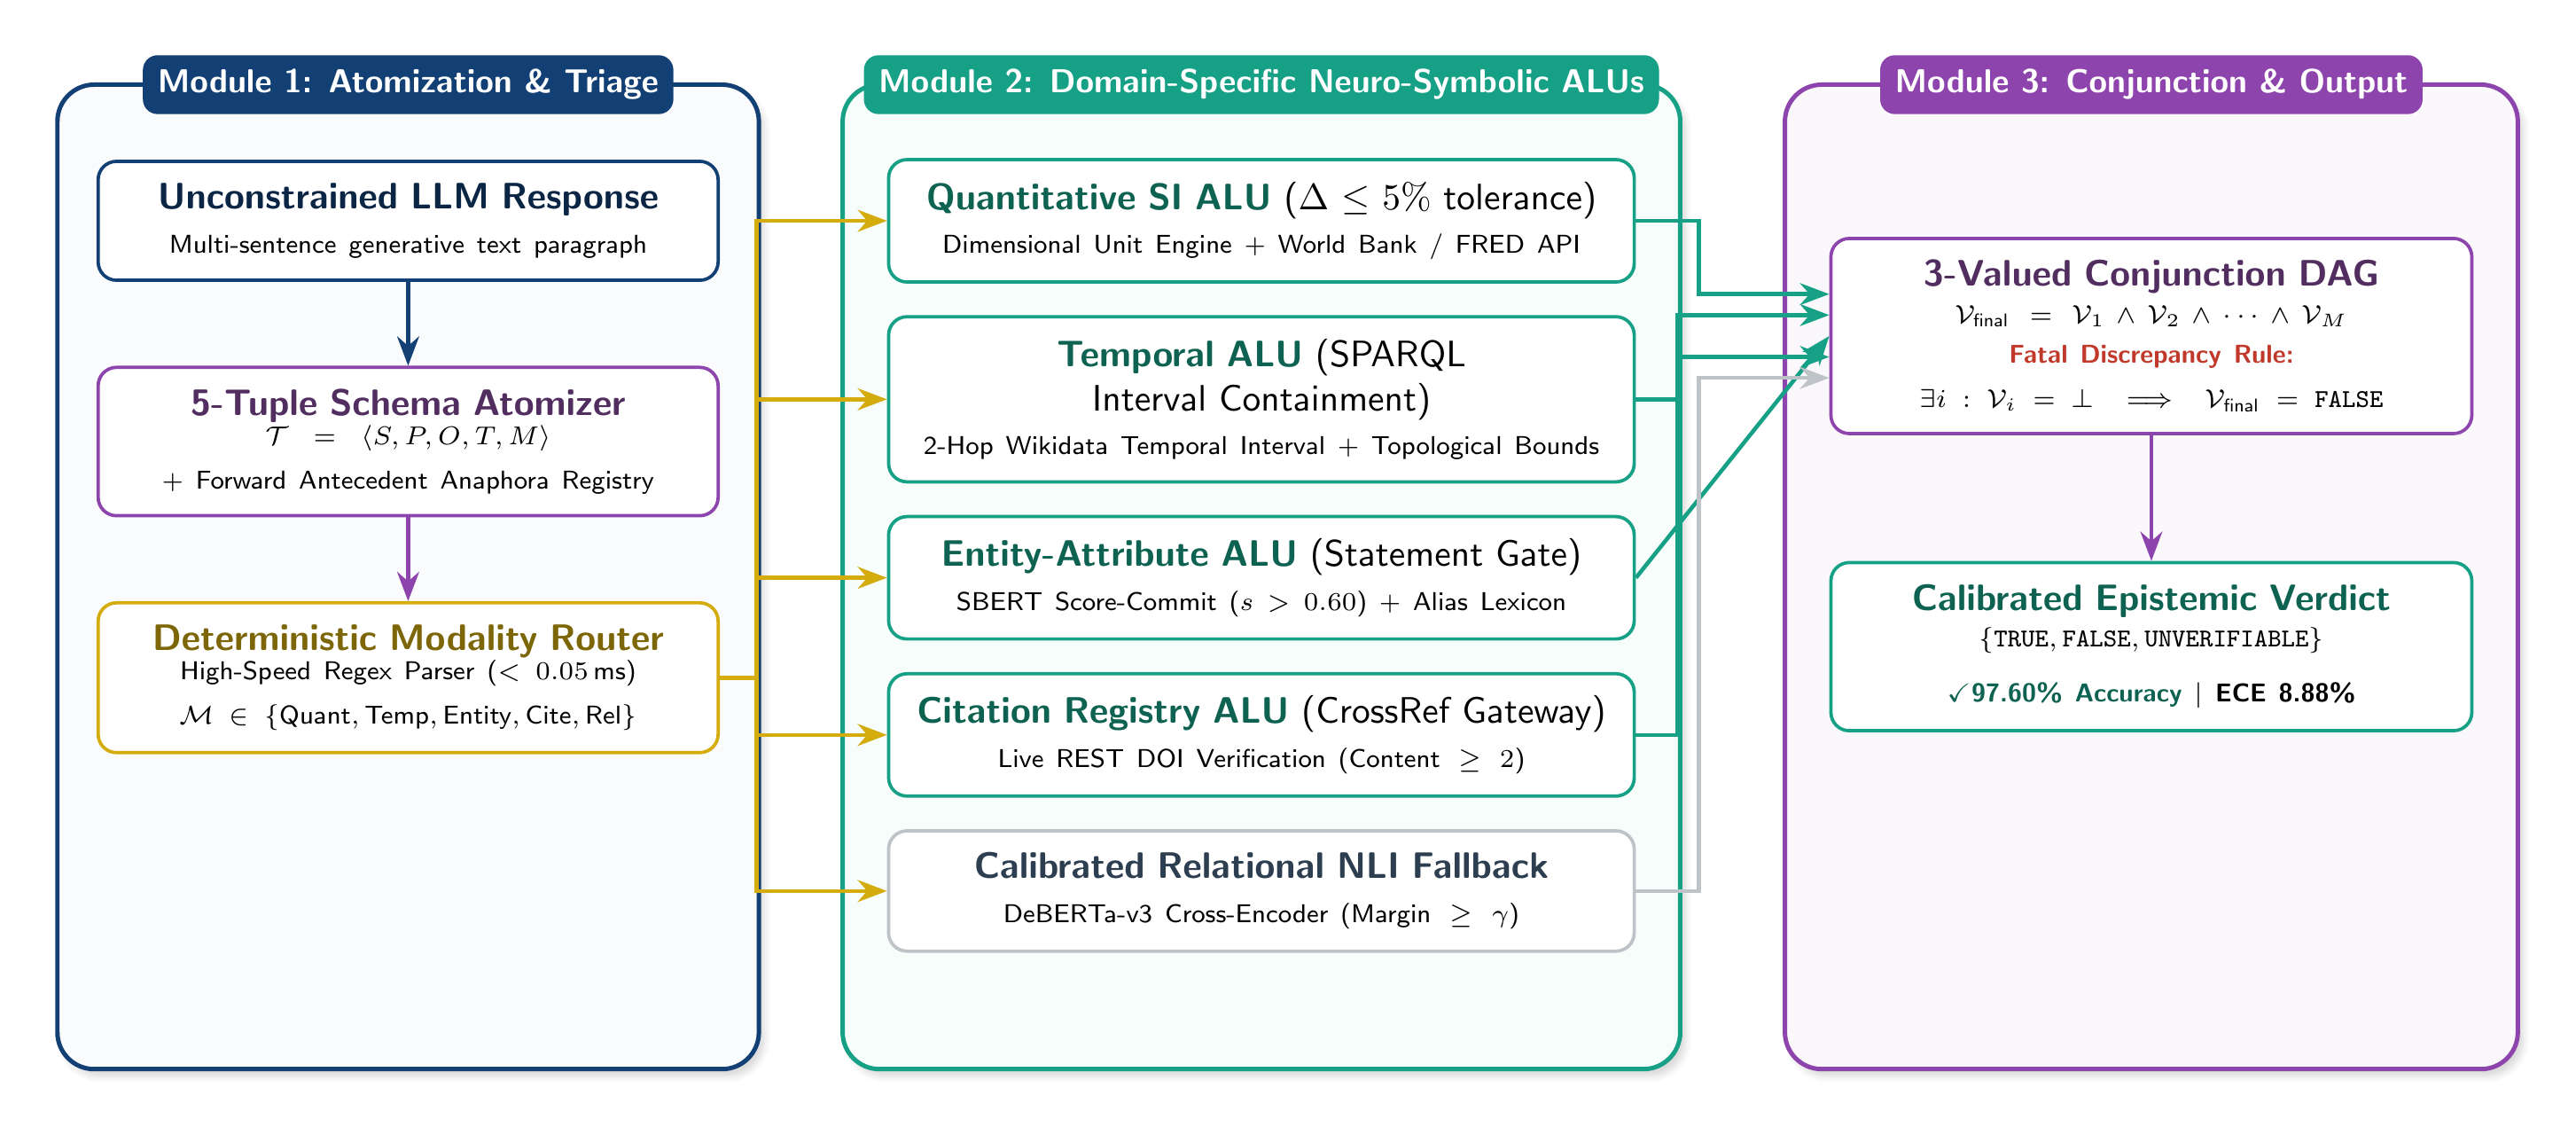 Module 1: Atomization & Triage
Unconstrained LLM Response
Multi-sentence generative text paragraph
5-Tuple Schema Atomizer
𝒯 = ⟨S, P, O, T, M⟩
+ Forward Antecedent Anaphora Registry
Deterministic Modality Router
High-Speed Regex Parser (< 0.05 ms)
ℳ ∈ {Quant, Temp, Entity, Cite, Rel}
Module 2: Domain-Specific Neuro-Symbolic ALUs
Quantitative SI ALU (Δ ≤ 5% tolerance)
Dimensional Unit Engine + World Bank / FRED API
Temporal ALU (SPARQL
Interval Containment)
2-Hop Wikidata Temporal Interval + Topological Bounds
Entity-Attribute ALU (Statement Gate)
SBERT Score-Commit (s > 0.60) + Alias Lexicon
Citation Registry ALU (CrossRef Gateway)
Live REST DOI Verification (Content ≥ 2)
Calibrated Relational NLI Fallback
DeBERTa-v3 Cross-Encoder (Margin ≥ γ)
Module 3: Conjunction & Output
3-Valued Conjunction DAG
𝒱final = 𝒱1 ∧ 𝒱2 ∧ ⋯ ∧ 𝒱M
Fatal Discrepancy Rule:
∃i : 𝒱i = ⊥ ⟹ 𝒱final = FALSE
Calibrated Epistemic Verdict
{TRUE, FALSE, UNVERIFIABLE}
✓97.60% Accuracy | ECE 8.88%